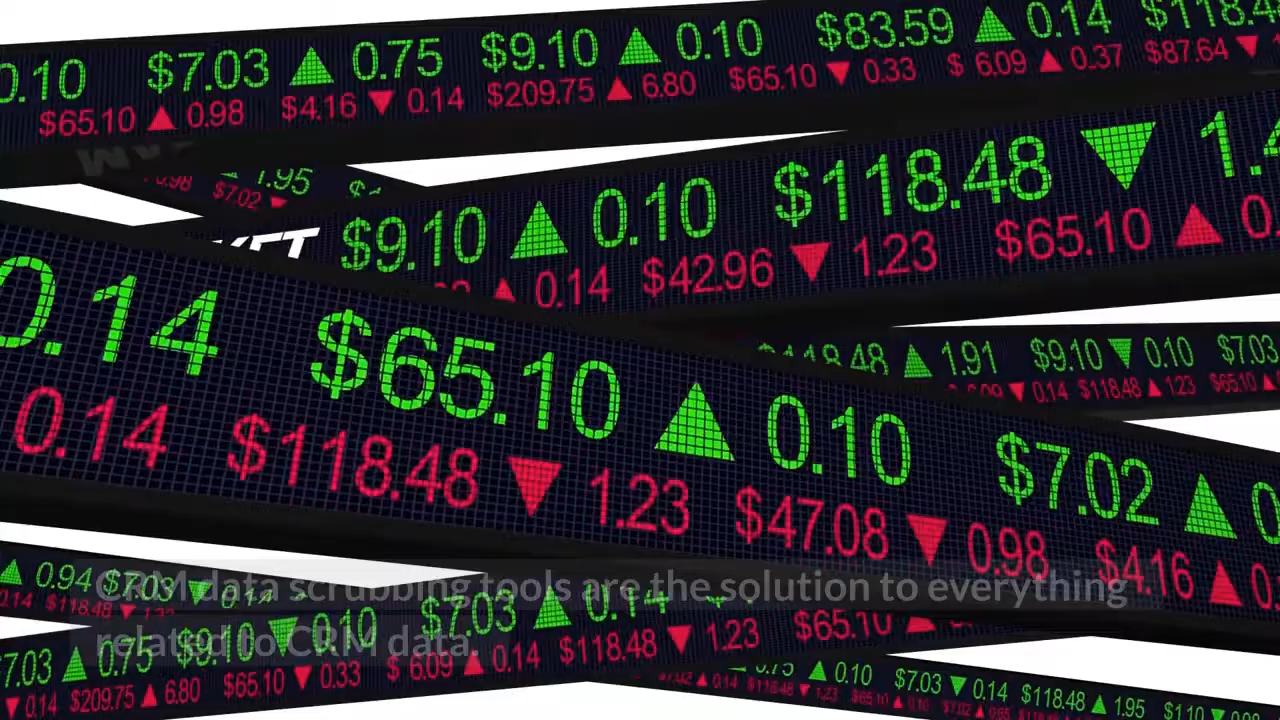 0.10 $7.03 ▲ 0.75 $9.10 ▲ 0.10 $83.59 ▲ 0.14
$65.10 ▲ 0.98 $4.16 ▼ 0.14 $209.75 ▲ 6.80 $65.10 ▼ 0.33 $ 6.09 ▲ 0.37 $87.64 ▼
1.95
$7.02 ▼
$9.10 ▲ 0.10 $118.48 ▼
▲ 0.14 $42.96 ▼ 1.23 $65.10 ▲
0.14 $65.10 ▲ 0.10 $7.02 ▲
0.14 $118.48 ▼ 1.23 $47.08 ▼ 0.98 $4.16 ▲
$118.48 ▲ 1.91 $9.10 ▼ 0.10 $7.03
▼ 0.14 $118.48 ▲ 1.23 $65.10 ▲
▲ 0.94 $7.03 ▼ 0.14
0.14 $118.48 ▼ 1.23
CRM data scrubbing tools are the solution to everything
related to CRM data.
$7.03 ▲ 0.75 $9.10 ▼ 0.10 $7.03 ▲ 0.14
▼ 0.14 $209.75 ▲ 6.80 $65.10 ▼ 0.33 $ 6.09 ▲ 0.14 $118.48 ▼ 1.23 $65.10 ▲
0.75 ▲ 0.10 $7.03 ▼ 0.14 $118.48 ▲ 1.95 $1.10